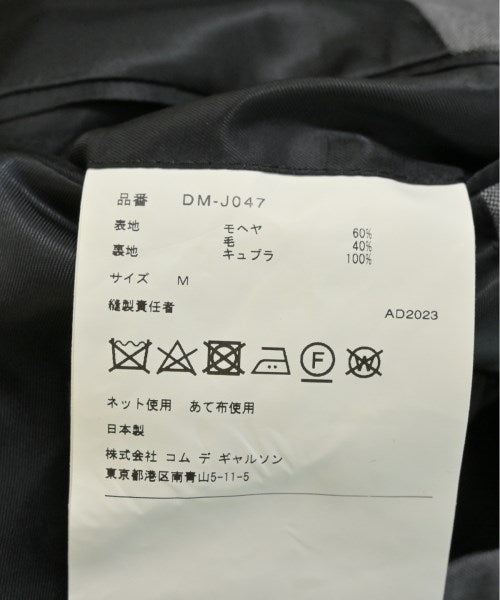 品番 DM-J047
表地 モヘヤ 60%
毛 40%
裏地 キュプラ 100%
サイズ M
縫製責任者
AD2023
F W
ネット使用 あて布使用
日本製
株式会社 コム デ ギャルソン
東京都港区南青山5-11-5